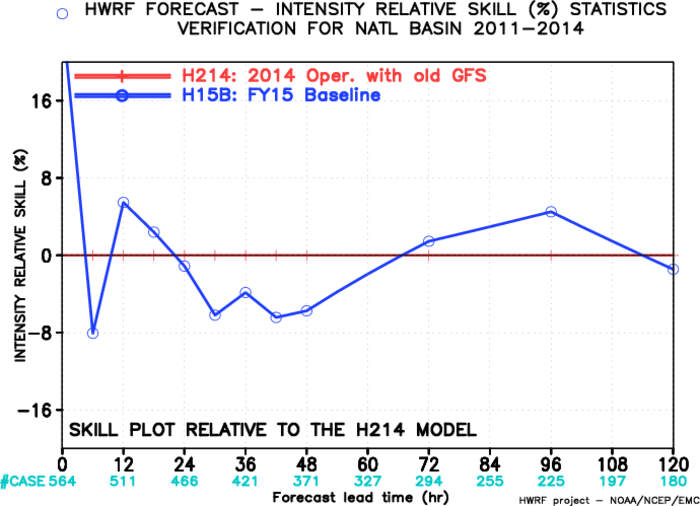 HWRF FORECAST − INTENSITY RELATIVE SKILL (%) STATISTICS
VERIFICATION FOR NATL BASIN 2011−2014
H214: 2014 Oper. with old GFS
H15B: FY15 Baseline
INTENSITY RELATIVE SKILL (%)
16
8
0
−8
−16
SKILL PLOT RELATIVE TO THE H214 MODEL
0 12 24 36 48 60 72 84 96 108 120
#CASE 564 511 466 421 371 327 294 255 225 197 180
Forecast lead time (hr)
HWRF project − NOAA/NCEP/EMC